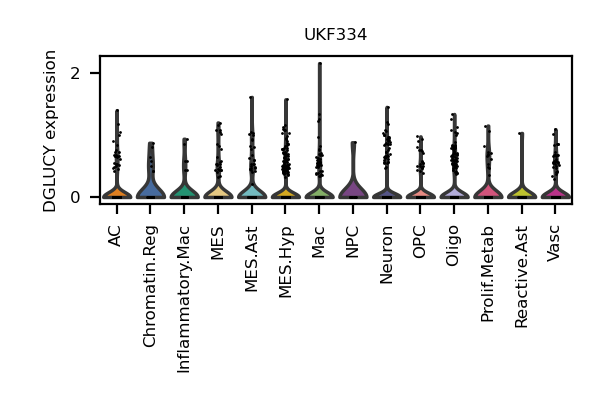 UKF334
DGLUCY expression
2
0
AC
Chromatin.Reg
Inflammatory.Mac
MES
MES.Ast
MES.Hyp
Mac
NPC
Neuron
OPC
Oligo
Prolif.Metab
Reactive.Ast
Vasc